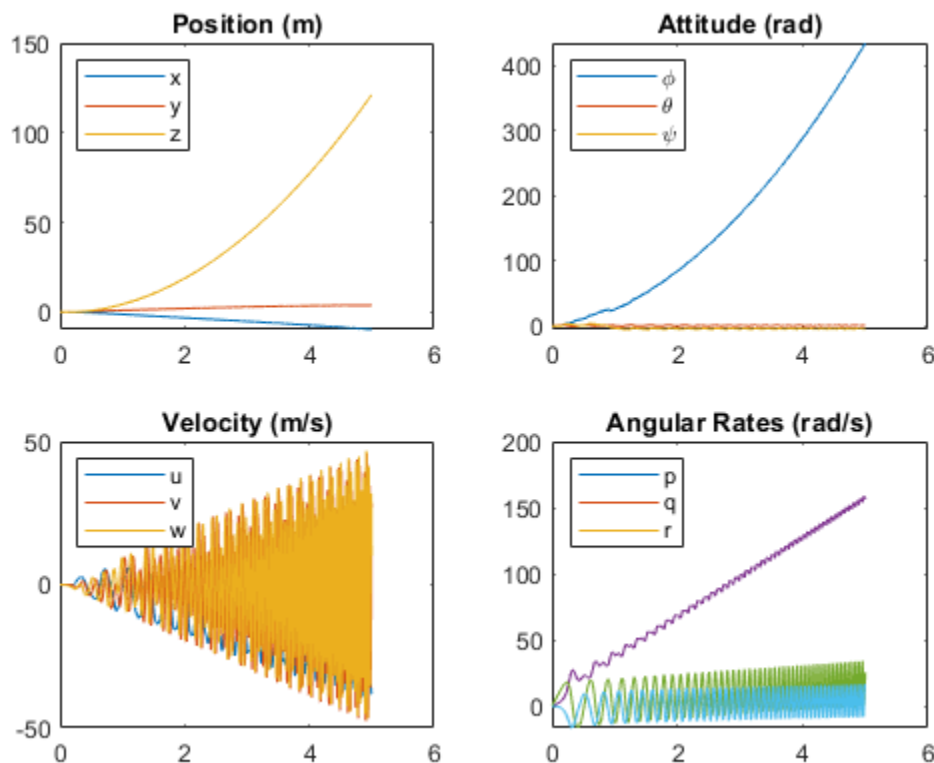 Position (m)
150
100
50
0
x
y
z
0
2
4
6
Attitude (rad)
400
300
200
100
0
ϕ
θ
ψ
0
2
4
6
Velocity (m/s)
50
0
-50
u
v
w
0
2
4
6
Angular Rates (rad/s)
200
150
100
50
0
p
q
r
0
2
4
6